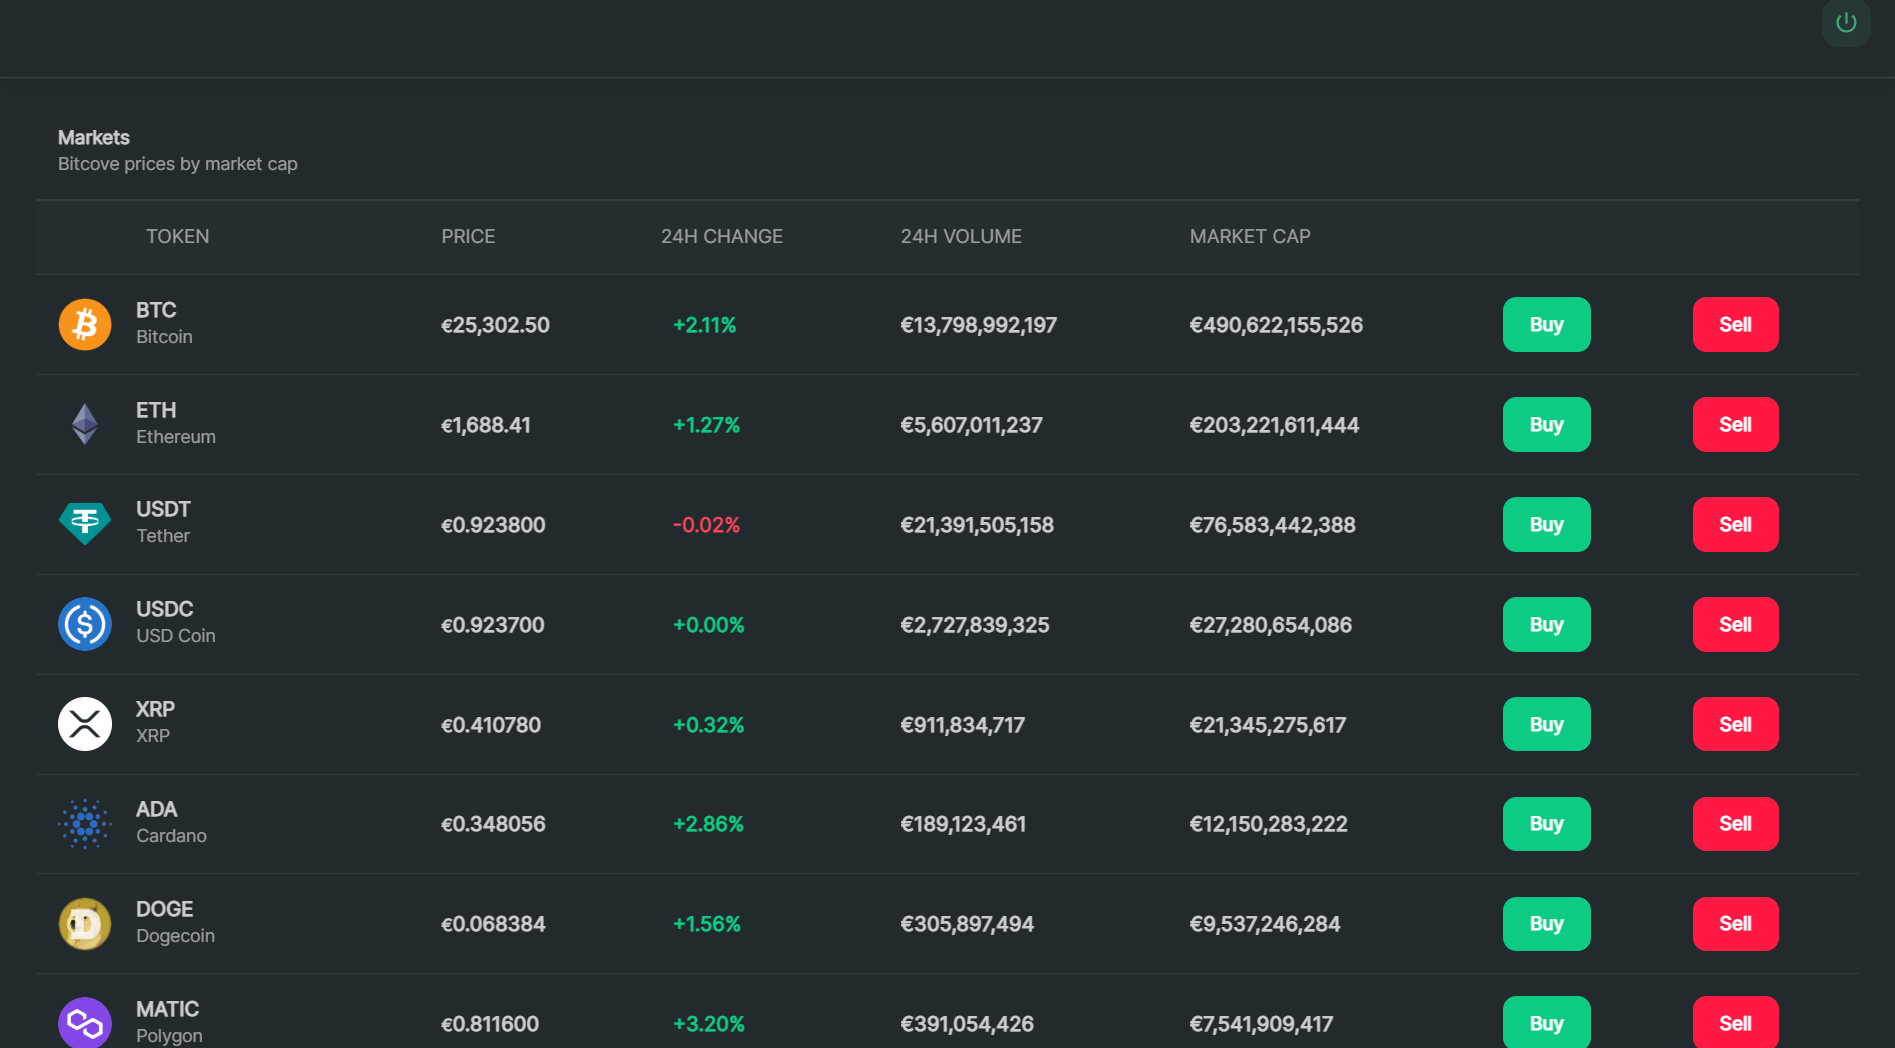 Markets
Bitcove prices by market cap
TOKEN PRICE 24H CHANGE 24H VOLUME MARKET CAP
BTC
Bitcoin
€25,302.50 +2.11% €13,798,992,197 €490,622,155,526 Buy Sell
ETH
Ethereum
€1,688.41 +1.27% €5,607,011,237 €203,221,611,444 Buy Sell
USDT
Tether
€0.923800 -0.02% €21,391,505,158 €76,583,442,388 Buy Sell
USDC
USD Coin
€0.923700 +0.00% €2,727,839,325 €27,280,654,086 Buy Sell
XRP
XRP
€0.410780 +0.32% €911,834,717 €21,345,275,617 Buy Sell
ADA
Cardano
€0.348056 +2.86% €189,123,461 €12,150,283,222 Buy Sell
DOGE
Dogecoin
€0.068384 +1.56% €305,897,494 €9,537,246,284 Buy Sell
MATIC
Polygon
€0.811600 +3.20% €391,054,426 €7,541,909,417 Buy Sell